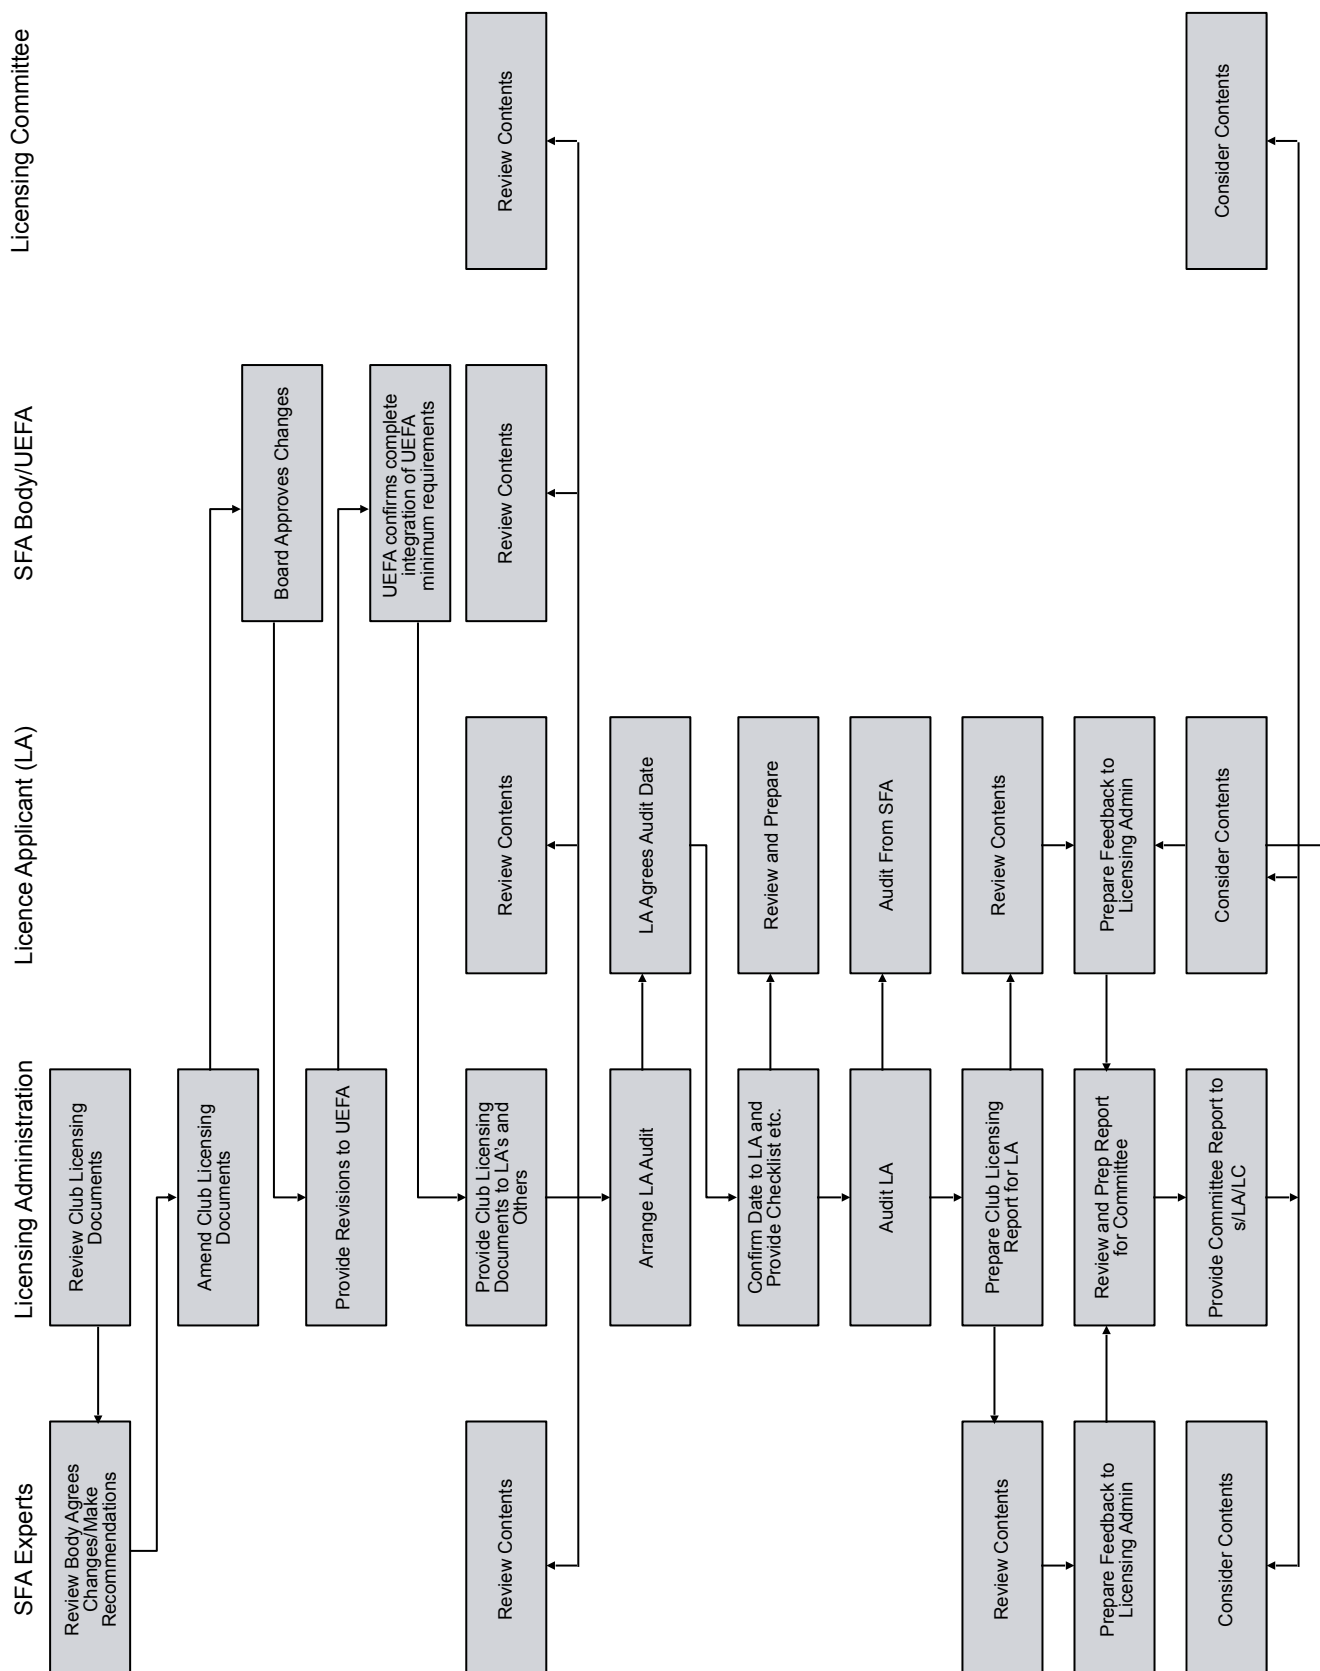 SFA Experts
Licensing Administration
Licence Applicant (LA)
SFA Body/UEFA
Licensing Committee
Review Body Agrees
Changes/Make
Recommendations
Review Club Licensing
Documents
Amend Club Licensing
Documents
Board Approves Changes
Provide Revisions to UEFA
UEFA confirms complete
integration of UEFA
minimum requirements
Review Contents
Provide Club Licensing
Documents to LA's and
Others
Review Contents
Review Contents
Review Contents
Arrange LA Audit
LA Agrees Audit Date
Confirm Date to LA and
Provide Checklist etc.
Review and Prepare
Audit LA
Audit From SFA
Review Contents
Prepare Club Licensing
Report for LA
Review Contents
Prepare Feedback to
Licensing Admin
Review and Prep Report
for Committee
Prepare Feedback to
Licensing Admin
Consider Contents
Provide Committee Report to
s/LA/LC
Consider Contents
Consider Contents